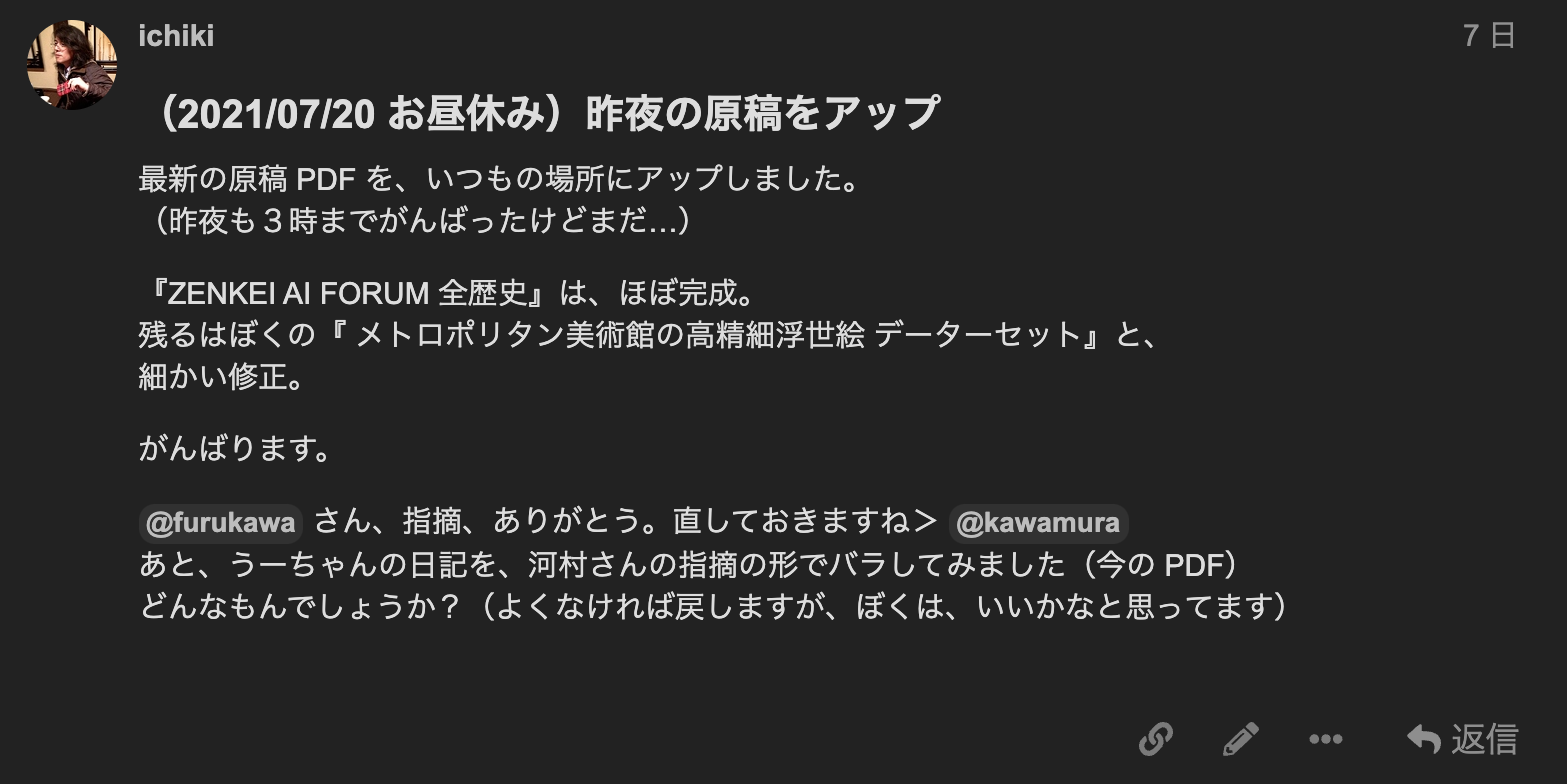 ichiki
7 日
（2021/07/20 お昼休み）昨夜の原稿をアップ
最新の原稿 PDF を、いつもの場所にアップしました。
（昨夜も３時までがんばったけどまだ…）
『ZENKEI AI FORUM 全歴史』は、ほぼ完成。
残るはぼくの『 メトロポリタン美術館の高精細浮世絵 データーセット』と、
細かい修正。
がんばります。
@furukawa さん、指摘、ありがとう。直しておきますね＞ @kawamura
あと、うーちゃんの日記を、河村さんの指摘の形でバラしてみました（今の PDF）
どんなもんでしょうか？（よくなければ戻しますが、ぼくは、いいかなと思ってます）
返信